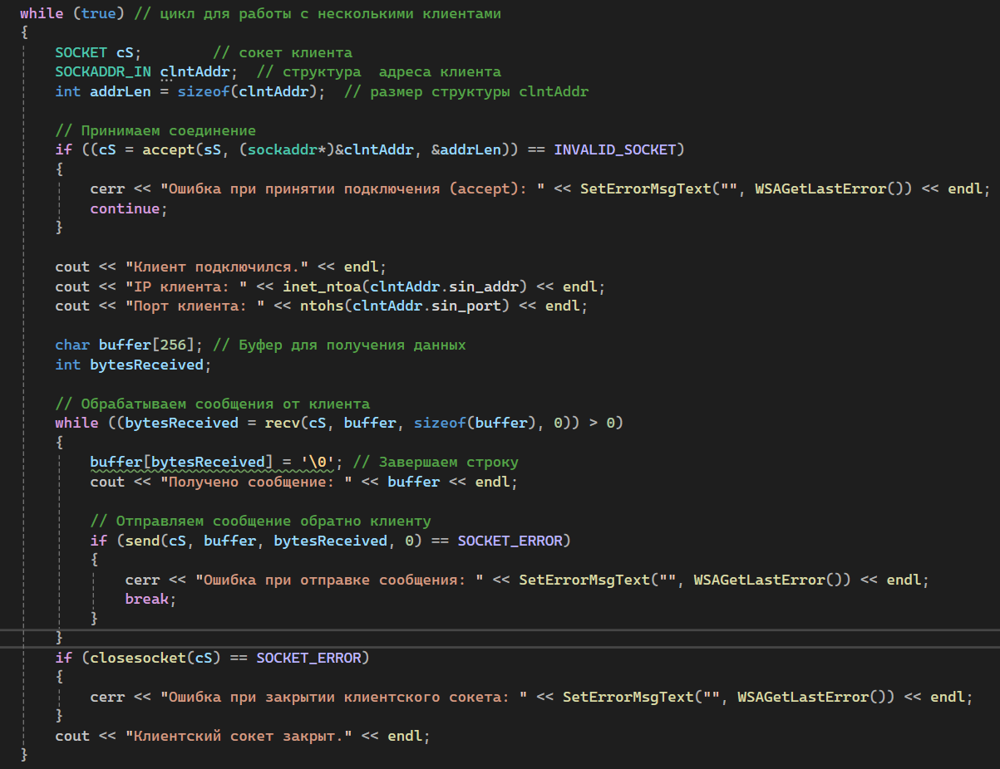 while (true) // цикл для работы с несколькими клиентами
{
    SOCKET cS;        // сокет клиента
    SOCKADDR_IN clntAddr;  // структура  адреса клиента
    int addrLen = sizeof(clntAddr);  // размер структуры clntAddr

    // Принимаем соединение
    if ((cS = accept(sS, (sockaddr*)&clntAddr, &addrLen)) == INVALID_SOCKET)
    {
        cerr << "Ошибка при принятии подключения (accept): " << SetErrorMsgText("", WSAGetLastError()) << endl;
        continue;
    }

    cout << "Клиент подключился." << endl;
    cout << "IP клиента: " << inet_ntoa(clntAddr.sin_addr) << endl;
    cout << "Порт клиента: " << ntohs(clntAddr.sin_port) << endl;

    char buffer[256]; // Буфер для получения данных
    int bytesReceived;

    // Обрабатываем сообщения от клиента
    while ((bytesReceived = recv(cS, buffer, sizeof(buffer), 0)) > 0)
    {
        buffer[bytesReceived] = '\0'; // Завершаем строку
        cout << "Получено сообщение: " << buffer << endl;

        // Отправляем сообщение обратно клиенту
        if (send(cS, buffer, bytesReceived, 0) == SOCKET_ERROR)
        {
            cerr << "Ошибка при отправке сообщения: " << SetErrorMsgText("", WSAGetLastError()) << endl;
            break;
        }
    }
    if (closesocket(cS) == SOCKET_ERROR)
    {
        cerr << "Ошибка при закрытии клиентского сокета: " << SetErrorMsgText("", WSAGetLastError()) << endl;
    }
    cout << "Клиентский сокет закрыт." << endl;
}